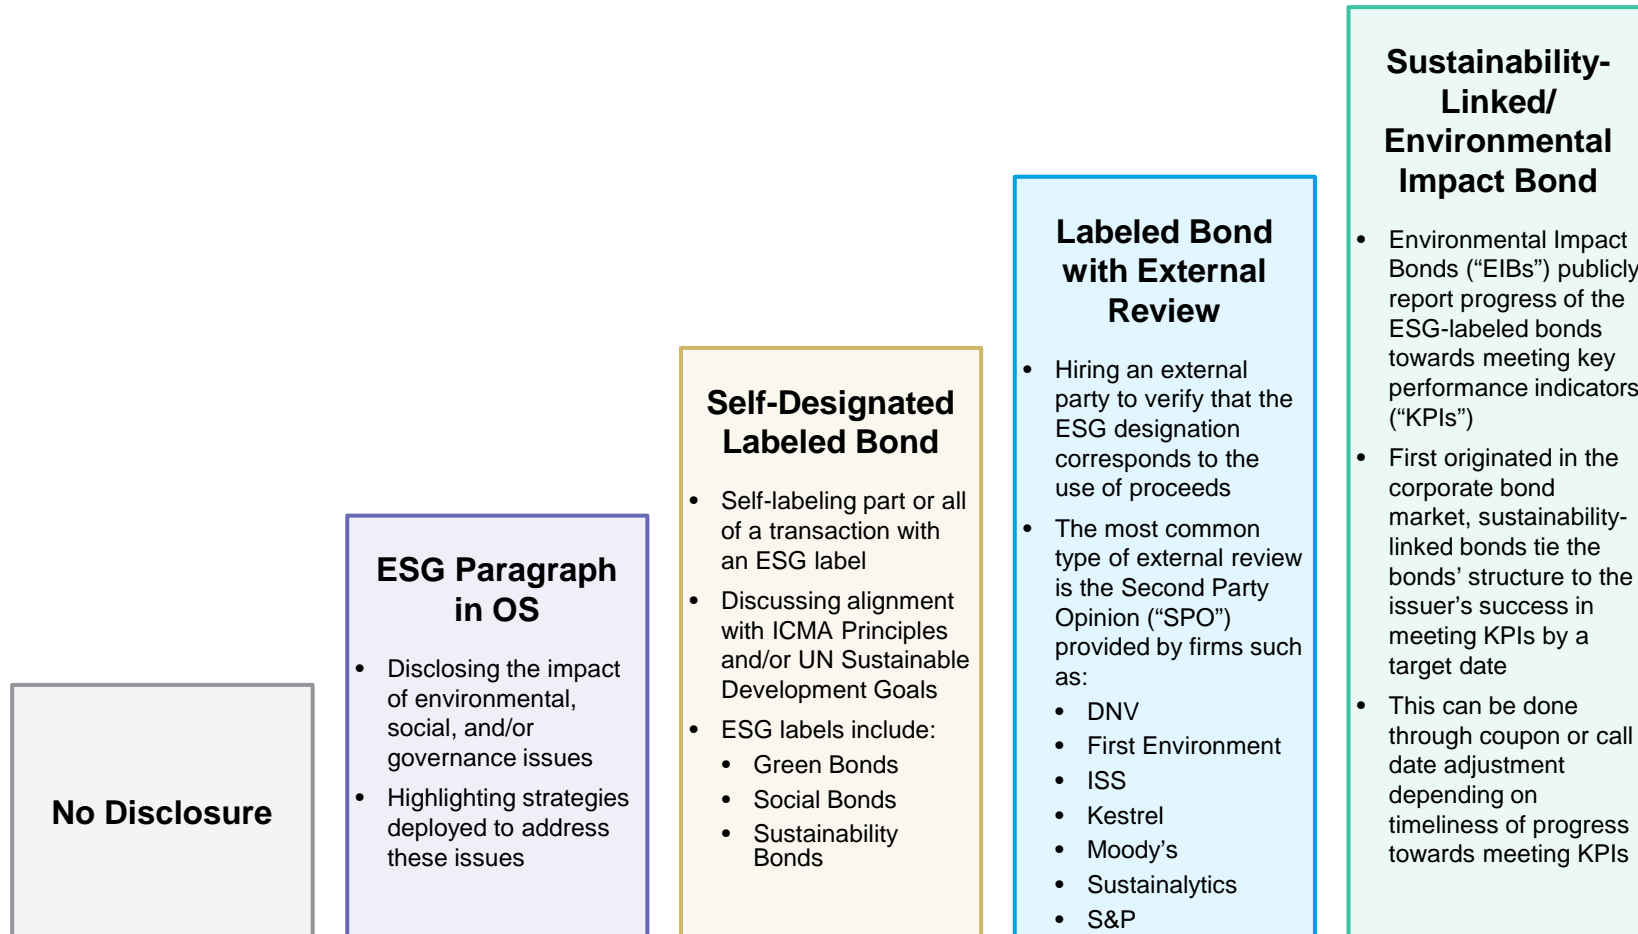 No Disclosure
ESG Paragraph
in OS
• Disclosing the impact
of environmental,
social, and/or
governance issues
• Highlighting strategies
deployed to address
these issues
Self-Designated
Labeled Bond
• Self-labeling part or all
of a transaction with
an ESG label
• Discussing alignment
with ICMA Principles
and/or UN Sustainable
Development Goals
• ESG labels include:
• Green Bonds
• Social Bonds
• Sustainability
Bonds
Labeled Bond
with External
Review
• Hiring an external
party to verify that the
ESG designation
corresponds to the
use of proceeds
• The most common
type of external review
is the Second Party
Opinion (“SPO”)
provided by firms such
as:
• DNV
• First Environment
• ISS
• Kestrel
• Moody’s
• Sustainalytics
• S&P
Sustainability-
Linked/
Environmental
Impact Bond
• Environmental Impact
Bonds (“EIBs”) publicly
report progress of the
ESG-labeled bonds
towards meeting key
performance indicators
(“KPIs”)
• First originated in the
corporate bond
market, sustainability-
linked bonds tie the
bonds’ structure to the
issuer’s success in
meeting KPIs by a
target date
• This can be done
through coupon or call
date adjustment
depending on
timeliness of progress
towards meeting KPIs